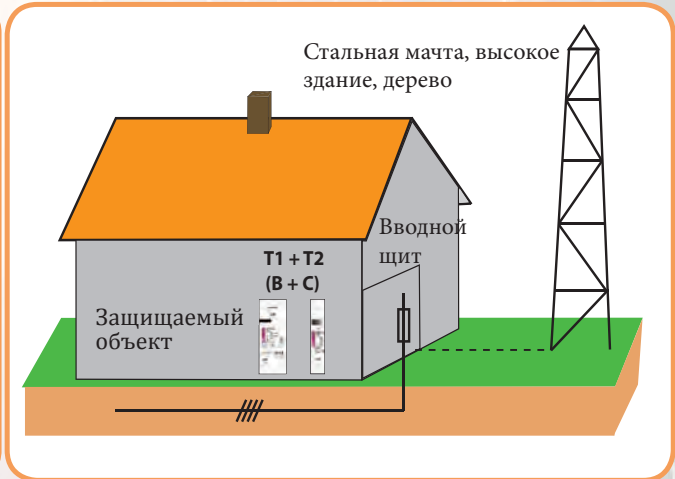 Стальная мачта, высокое
здание, дерево
Вводной
щит
T1 + T2
(B + C)
Защищаемый
объект